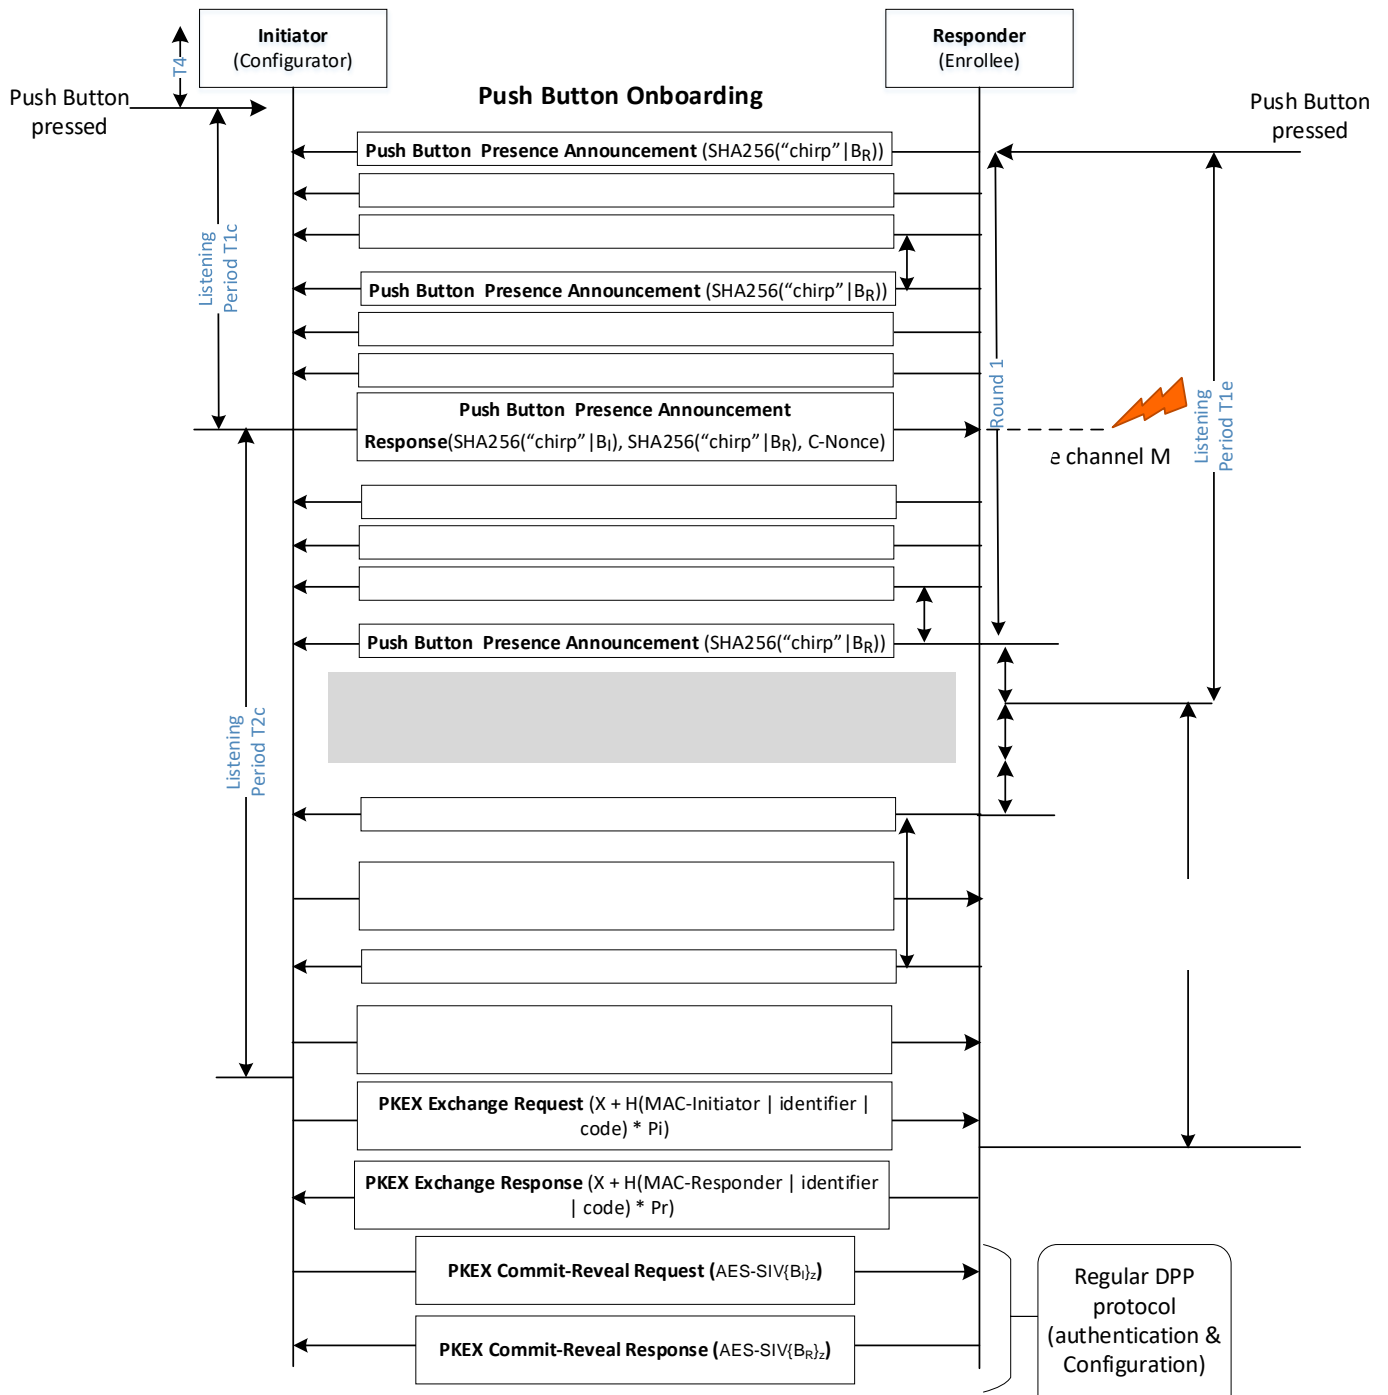 Initiator
(Configurator)
Responder
(Enrollee)
T4
Push Button
pressed
Push Button Onboarding
Push Button
pressed
Push Button Presence Announcement (SHA256(“chirp”|BR))
Listening
Period T1c
Push Button Presence Announcement (SHA256(“chirp”|BR))
Round 1
Listening
Period T1e
Push Button Presence Announcement
Response(SHA256(“chirp”|BI), SHA256(“chirp”|BR), C-Nonce)
channel M
Push Button Presence Announcement (SHA256(“chirp”|BR))
Listening
Period T2c
PKEX Exchange Request (X + H(MAC-Initiator | identifier |
code) * Pi)
PKEX Exchange Response (X + H(MAC-Responder | identifier
| code) * Pr)
PKEX Commit-Reveal Request (AES-SIV{BI}z)
PKEX Commit-Reveal Response (AES-SIV{BR}z)
Regular DPP
protocol
(authentication &
Configuration)